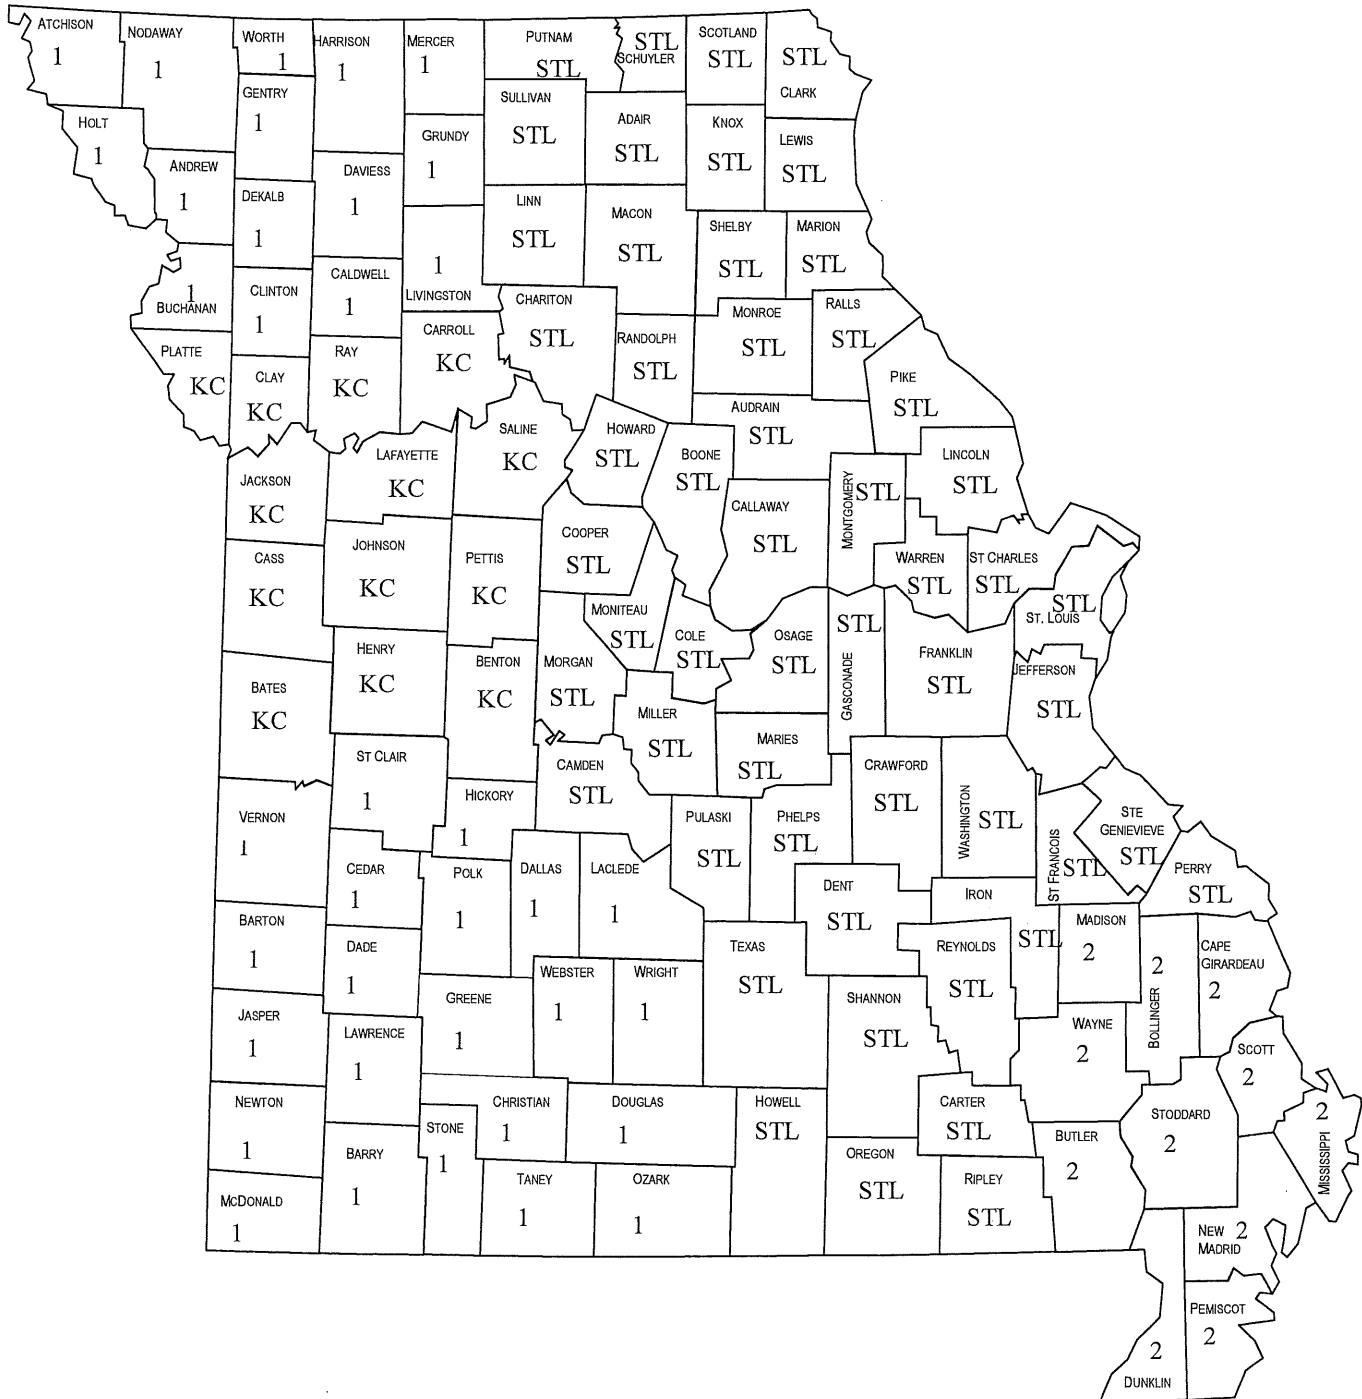 ATCHISON
1
NODAWAY
1
WORTH
1
HARRISON
1
MERCER
1
PUTNAM
STL
STL
SCHUYLER
SCOTLAND
STL
STL
CLARK
GENTRY
1
SULLIVAN
STL
ADAIR
STL
KNOX
STL
LEWIS
STL
HOLT
1
GRUNDY
1
ANDREW
1
DAVIESS
1
DEKALB
1
LINN
STL
MACON
STL
SHELBY
STL
MARION
STL
1
LIVINGSTON
CALDWELL
1
CLINTON
1
1
BUCHANAN
CHARITON
STL
MONROE
STL
RALLS
STL
CARROLL
KC
RANDOLPH
STL
PLATTE
KC
CLAY
KC
RAY
KC
PIKE
STL
AUDRAIN
STL
SALINE
KC
HOWARD
STL
BOONE
STL
LINCOLN
STL
LAFAYETTE
KC
JACKSON
KC
MONTGOMERY
STL
CALLAWAY
STL
COOPER
STL
JOHNSON
KC
PETTIS
KC
CASS
KC
WARREN
STL
ST CHARLES
STL
STL
ST. LOUIS
MONITEAU
STL
COLE
STL
OSAGE
STL
STL
GASCONADE
FRANKLIN
STL
HENRY
KC
BENTON
KC
MORGAN
STL
JEFFERSON
STL
BATES
KC
MILLER
STL
MARIES
STL
ST CLAIR
1
CAMDEN
STL
CRAWFORD
STL
WASHINGTON
STL
HICKORY
1
VERNON
1
PULASKI
STL
PHELPS
STL
STE
GENIEVIEVE
STL
ST FRANCOIS
STL
PERRY
STL
CEDAR
1
POLK
1
DALLAS
1
LACLEDE
1
DENT
STL
IRON
STL
BARTON
1
DADE
1
TEXAS
STL
REYNOLDS
STL
MADISON
2
2
BOLLINGER
CAPE
GIRARDEAU
2
WEBSTER
1
WRIGHT
1
GREENE
1
SHANNON
STL
JASPER
1
LAWRENCE
1
WAYNE
2
SCOTT
2
NEWTON
1
CHRISTIAN
1
DOUGLAS
1
HOWELL
STL
CARTER
STL
STODDARD
2
2
MISSISSIPPI
STONE
1
BARRY
1
BUTLER
2
OREGON
STL
RIPLEY
STL
MCDONALD
1
TANEY
1
OZARK
1
NEW
MADRID
2
PEMISCOT
2
2
DUNKLIN